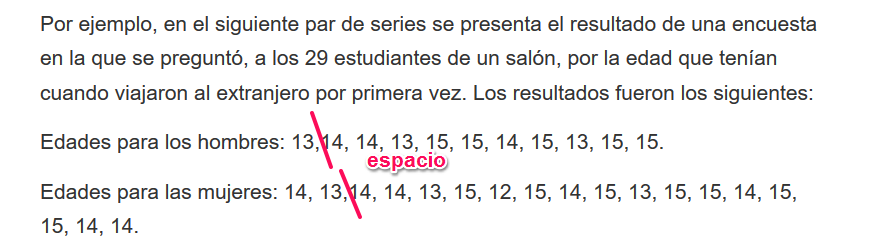 Por ejemplo, en el siguiente par de series se presenta el resultado de una encuesta
en la que se preguntó, a los 29 estudiantes de un salón, por la edad que tenían
cuando viajaron al extranjero por primera vez. Los resultados fueron los siguientes:
Edades para los hombres: 13,14, 14, 13, 15, 15, 14, 15, 13, 15, 15.
espacio
Edades para las mujeres: 14, 13,14, 14, 13, 15, 12, 15, 14, 15, 13, 15, 15, 14, 15,
15, 14, 14.